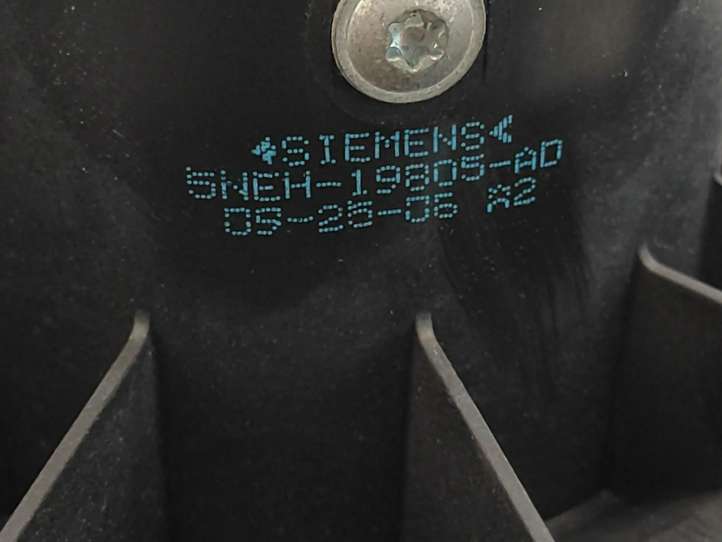 *SIEMENS<
5NEH-19805-AD
05-26-06 A2